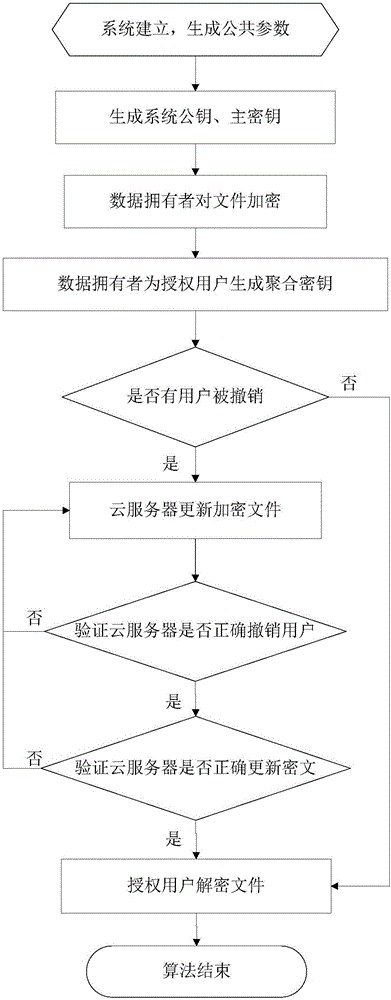 系统建立，生成公共参数
生成系统公钥、主密钥
数据拥有者对文件加密
数据拥有者为授权用户生成聚合密钥
是否有用户被撤销
否
是
云服务器更新加密文件
否
验证云服务器是否正确撤销用户
是
否
验证云服务器是否正确更新密文
是
授权用户解密文件
算法结束